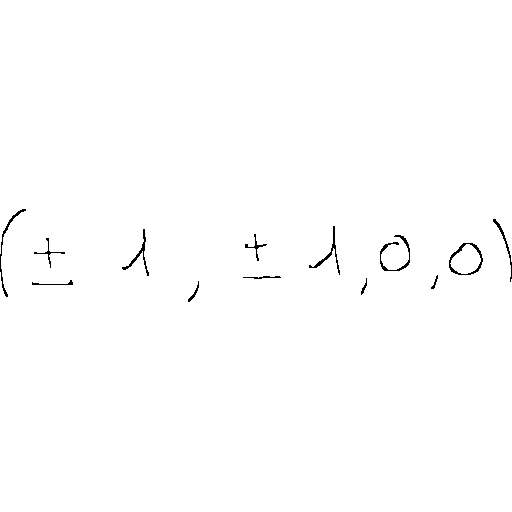 (± 1, ± 1, 0, 0)